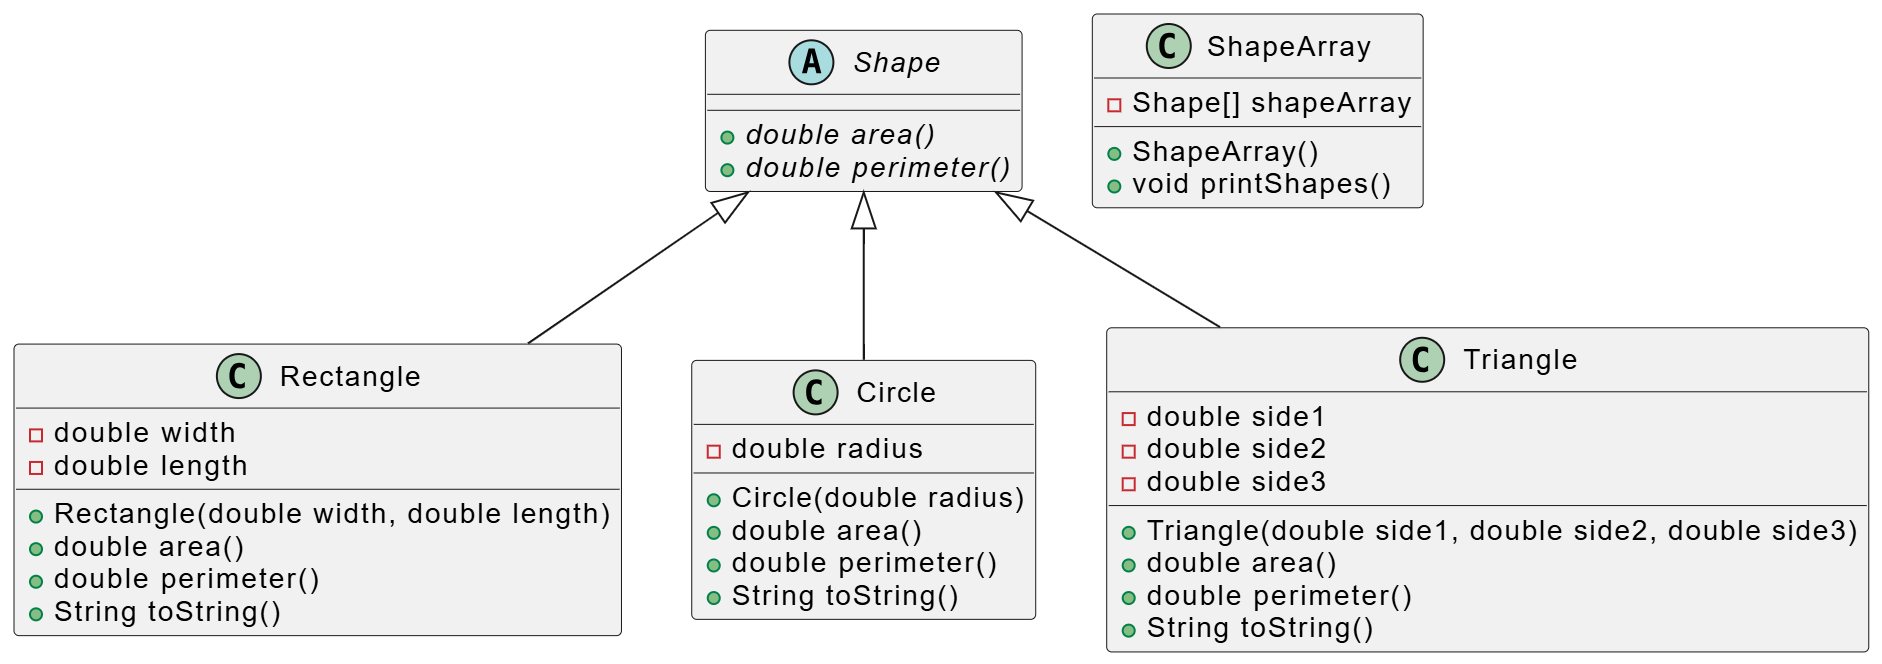 A Shape
double area()
double perimeter()
C ShapeArray
Shape[] shapeArray
ShapeArray()
void printShapes()
C Rectangle
double width
double length
Rectangle(double width, double length)
double area()
double perimeter()
String toString()
C Circle
double radius
Circle(double radius)
double area()
double perimeter()
String toString()
C Triangle
double side1
double side2
double side3
Triangle(double side1, double side2, double side3)
double area()
double perimeter()
String toString()